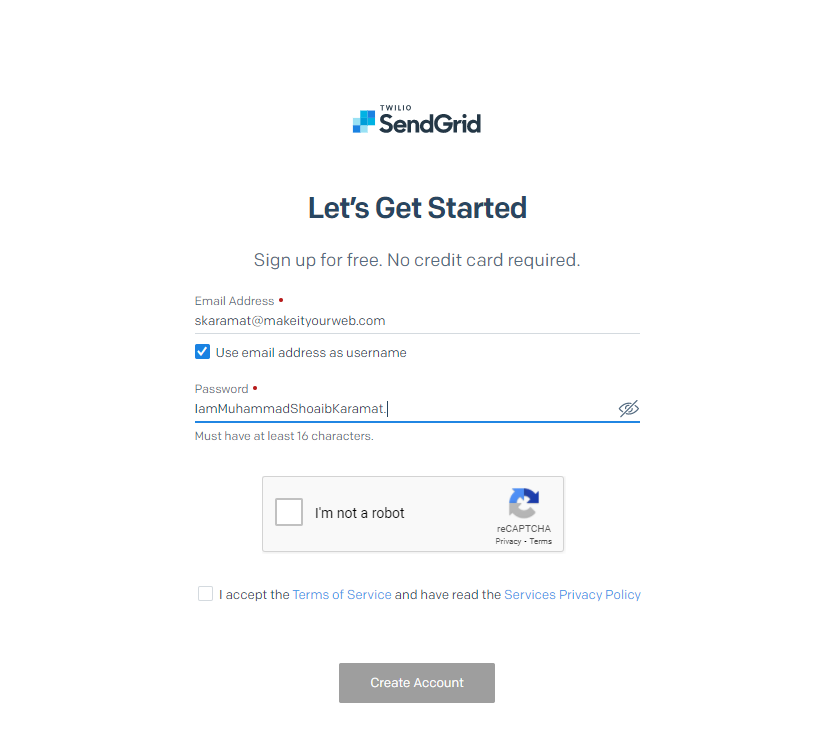 TWILIO
SendGrid
Let's Get Started
Sign up for free. No credit card required.
Email Address •
skaramat@makeityourweb.com
Use email address as username
Password •
IamMuhammadShoaibKaramat.
Must have at least 16 characters.
I'm not a robot
reCAPTCHA
Privacy - Terms
I accept the Terms of Service and have read the Services Privacy Policy
Create Account